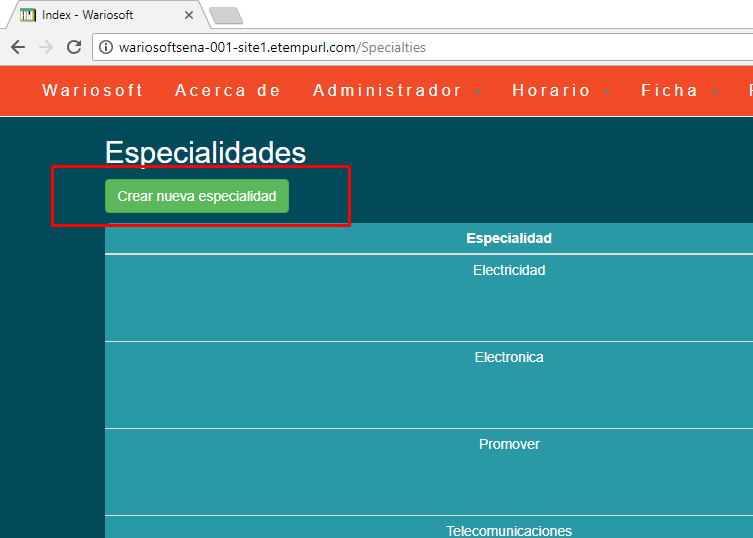 Index - Wariosoft
wariosoftsena-001-site1.etempurl.com/Specialties
Wariosoft Acerca de Administrador Horario Ficha
Especialidades
Crear nueva especialidad
Especialidad
Electricidad
Electronica
Promover
Telecomunicaciones